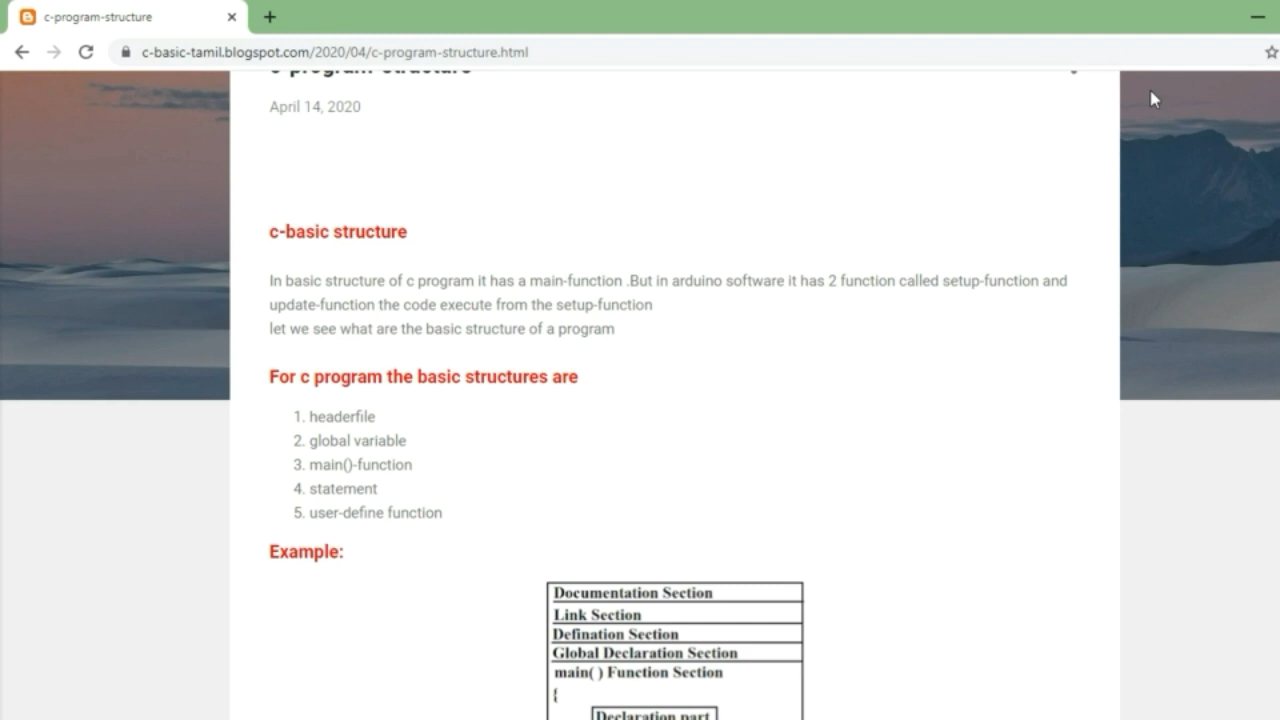 c-program-structure
c-basic-tamil.blogspot.com/2020/04/c-program-structure.html
c-program-structure
April 14, 2020
c-basic structure
In basic structure of c program it has a main-function .But in arduino software it has 2 function called setup-function and
update-function the code execute from the setup-function
let we see what are the basic structure of a program
For c program the basic structures are
1. headerfile
2. global variable
3. main()-function
4. statement
5. user-define function
Example:
Documentation Section
Link Section
Defination Section
Global Declaration Section
main( ) Function Section
{
Declaration part